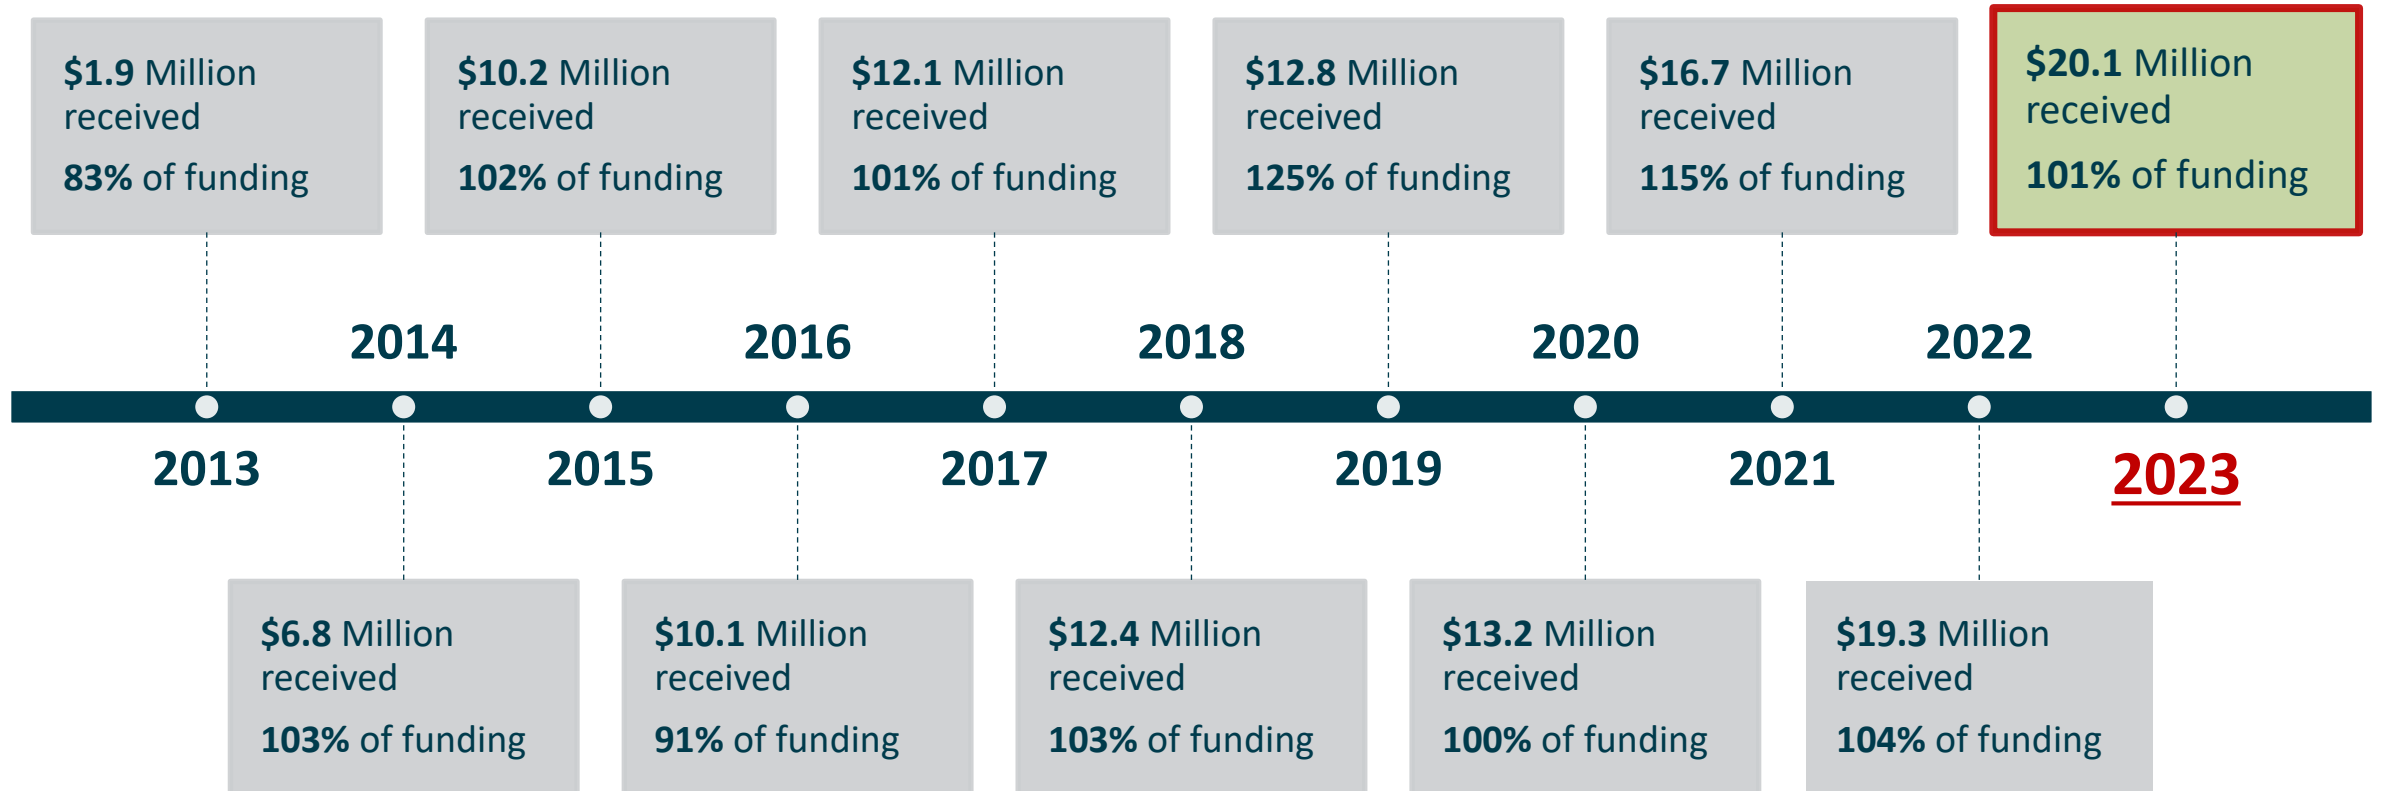 $1.9 Million
received
83% of funding
$10.2 Million
received
102% of funding
$12.1 Million
received
101% of funding
$12.8 Million
received
125% of funding
$16.7 Million
received
115% of funding
$20.1 Million
received
101% of funding
2014
2016
2018
2020
2022
2013
2015
2017
2019
2021
2023
$6.8 Million
received
103% of funding
$10.1 Million
received
91% of funding
$12.4 Million
received
103% of funding
$13.2 Million
received
100% of funding
$19.3 Million
received
104% of funding